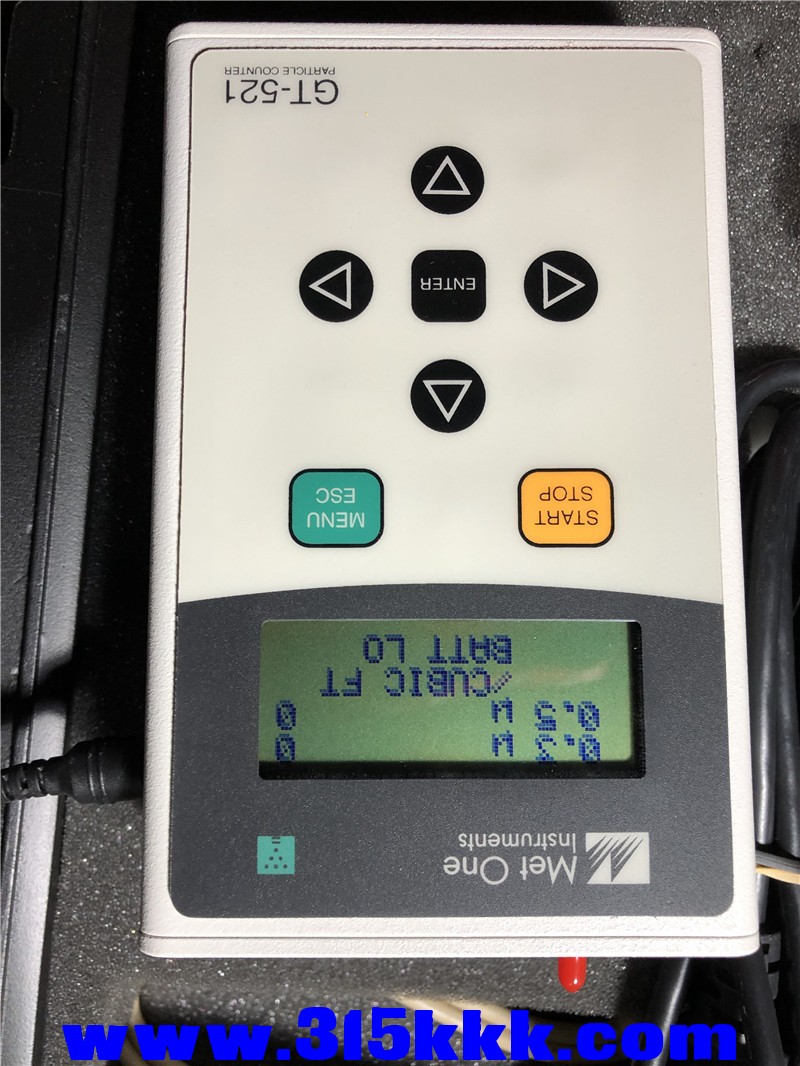 Met One
Instruments
0.3 µ 0
0.5 µ 0
/CUBIC FT
BATT LO
START
STOP
MENU
ESC
ENTER
GT-521
PARTICLE COUNTER
www.315kkk.com